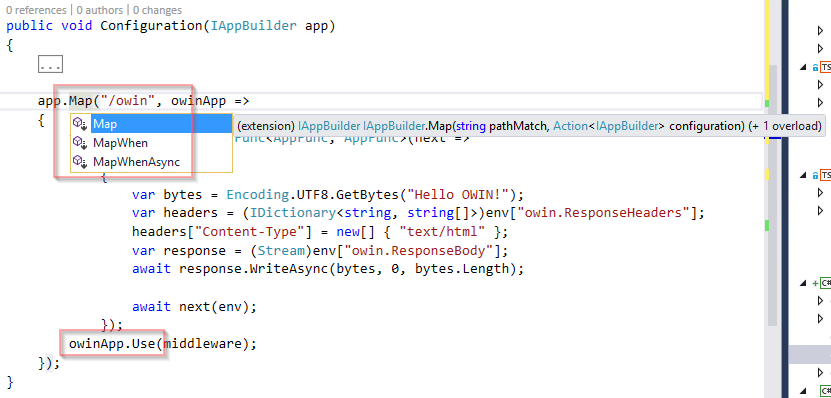 0 references | 0 authors | 0 changes
public void Configuration(IAppBuilder app)
{
...
app.Map("/owin", owinApp =>
{
Map
(extension) IAppBuilder IAppBuilder.Map(string pathMatch, Action<IAppBuilder> configuration) (+ 1 overload)
MapWhen
Func<AppFunc, AppFunc>(next =>
MapWhenAsync
{
var bytes = Encoding.UTF8.GetBytes("Hello OWIN!");
var headers = (IDictionary<string, string[]>)env["owin.ResponseHeaders"];
headers["Content-Type"] = new[] { "text/html" };
var response = (Stream)env["owin.ResponseBody"];
await response.WriteAsync(bytes, 0, bytes.Length);
await next(env);
});
owinApp.Use(middleware);
});
}
TS
TS
C#
C#